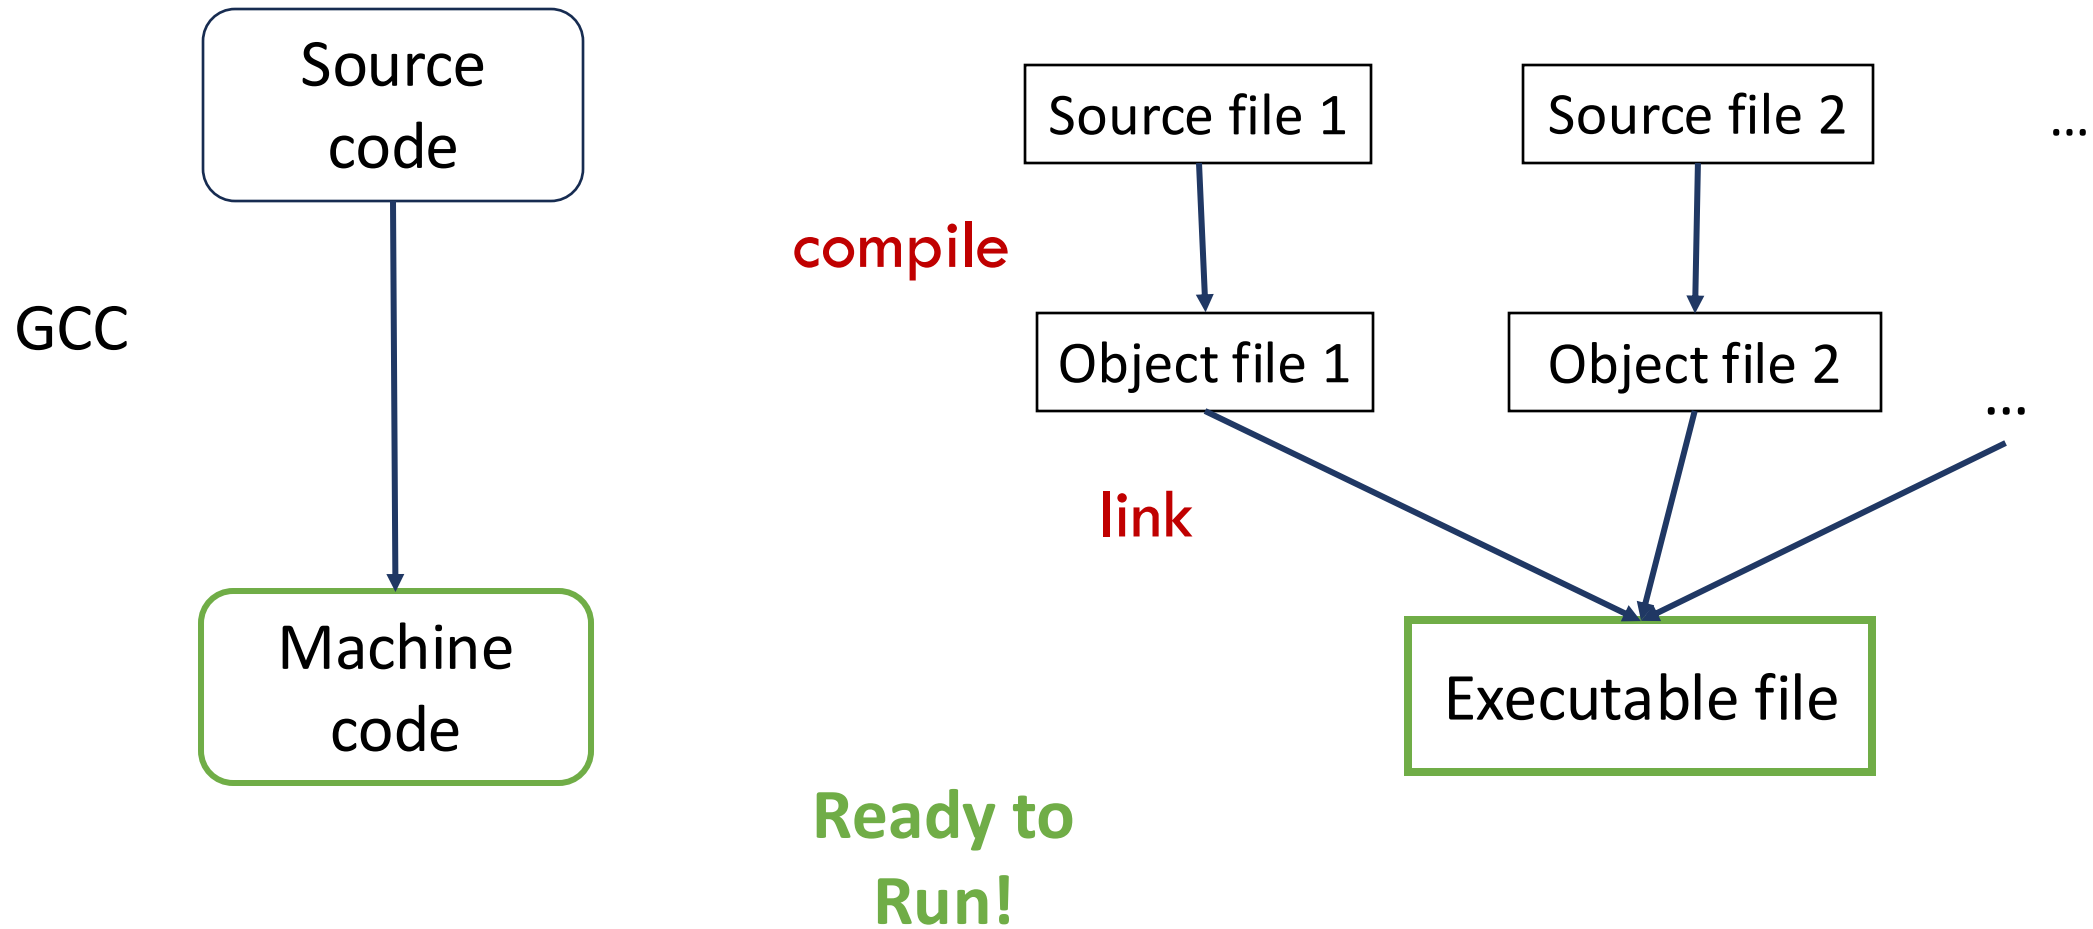 Source
code
GCC
Machine
code
Source file 1
Source file 2
...
compile
Object file 1
Object file 2
...
link
Executable file
Ready to
Run!